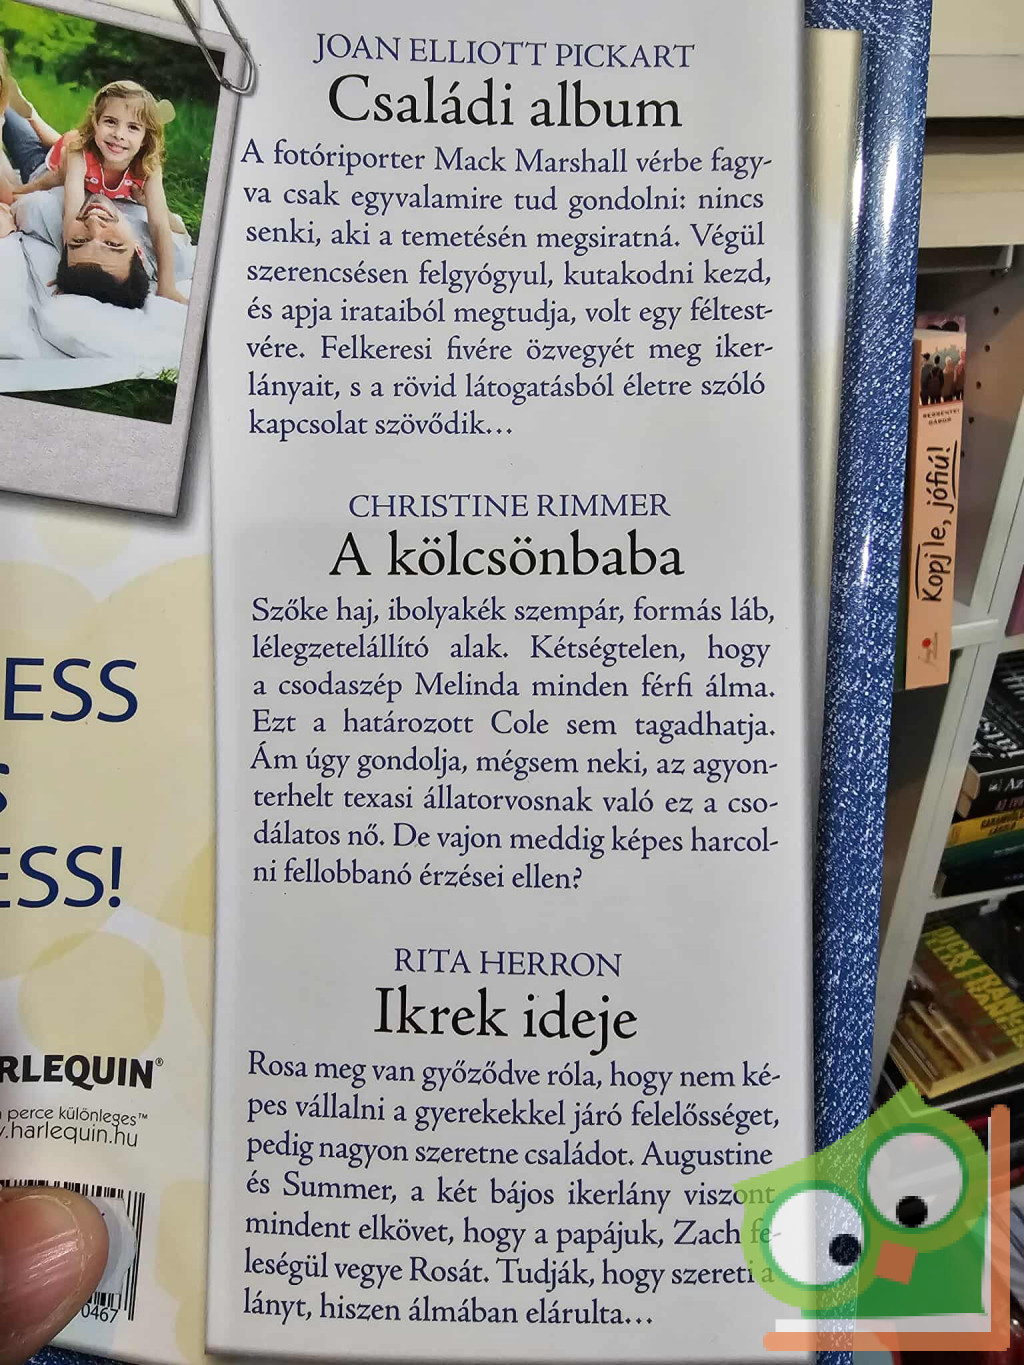 JOAN ELLIOTT PICKART
Családi album
A fotóriporter Mack Marshall vérbe fagy-
va csak egyvalamire tud gondolni: nincs
senki, aki a temetésén megsiratná. Végül
szerencsésen felgyógyul, kutakodni kezd,
és apja irataiból megtudja, volt egy féltest-
vére. Felkeresi fivére özvegyét meg iker-
lányait, s a rövid látogatásból életre szóló
kapcsolat szövődik...
CHRISTINE RIMMER
A kölcsönbaba
Szőke haj, ibolyakék szempár, formás láb,
lélegzetelállító alak. Kétségtelen, hogy
a csodaszép Melinda minden férfi álma.
Ezt a határozott Cole sem tagadhatja.
Ám úgy gondolja, mégsem neki, az agyon-
terhelt texasi állatorvosnak való ez a cso-
dálatos nő. De vajon meddig képes harcol-
ni fellobbanó érzései ellen?
RITA HERRON
Ikrek ideje
Rosa meg van győződve róla, hogy nem ké-
pes vállalni a gyerekekkel járó felelősséget,
pedig nagyon szeretne családot. Augustine
és Summer, a két bájos ikerlány viszont
mindent elkövet, hogy a papájuk, Zach fe-
leségül vegye Rosát. Tudják, hogy szereti a
lányt, hiszen álmában elárulta...
ESS
S
ESS!
RLEQUIN®
perce különleges™
.harlequin.hu
0467
Kopj le, jófiú!
DICK FRANCIS